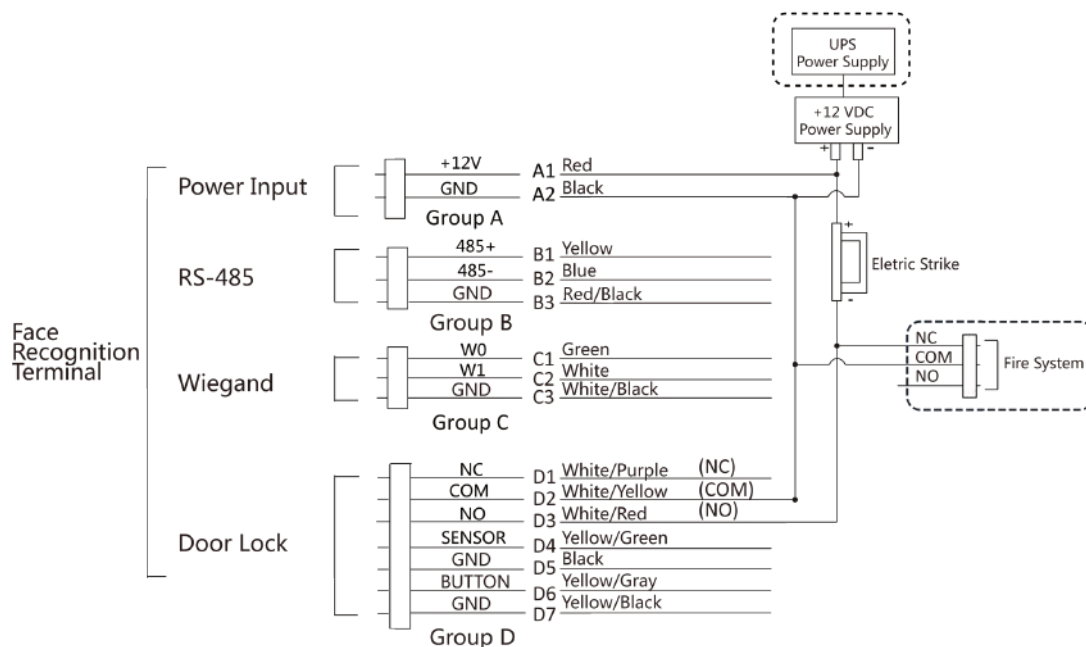 UPS
Power Supply
+12 VDC
Power Supply
+ -
Face
Recognition
Terminal
Power Input
+12V A1 Red
GND A2 Black
Group A
+
Eletric Strike
-
RS-485
485+ B1 Yellow
485- B2 Blue
GND B3 Red/Black
Group B
NC
COM
NO
Fire System
Wiegand
W0 C1 Green
W1 C2 White
GND C3 White/Black
Group C
Door Lock
NC D1 White/Purple (NC)
COM D2 White/Yellow (COM)
NO D3 White/Red (NO)
SENSOR D4 Yellow/Green
GND D5 Black
BUTTON D6 Yellow/Gray
GND D7 Yellow/Black
Group D